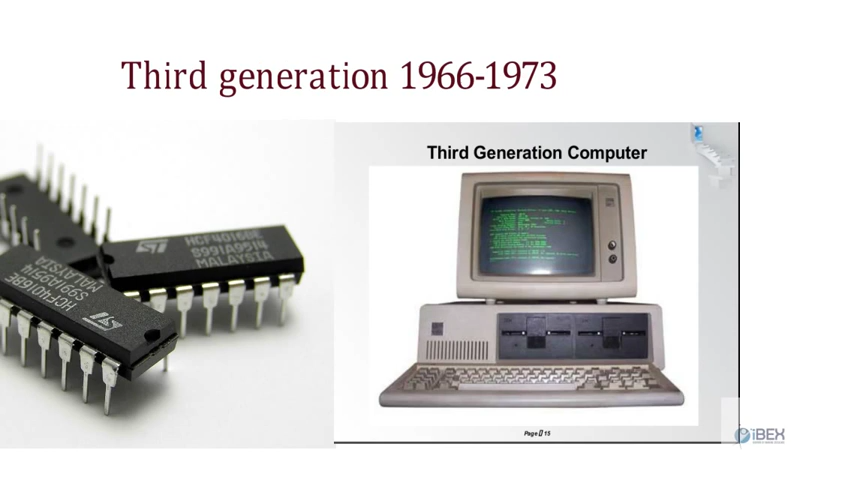 Third generation 1966-1973
HCF4016BE
S991A9514
MALAYSIA
HCF4016BE
S991A9514
MALAYSIA
Third Generation Computer
Page 15
iBEX